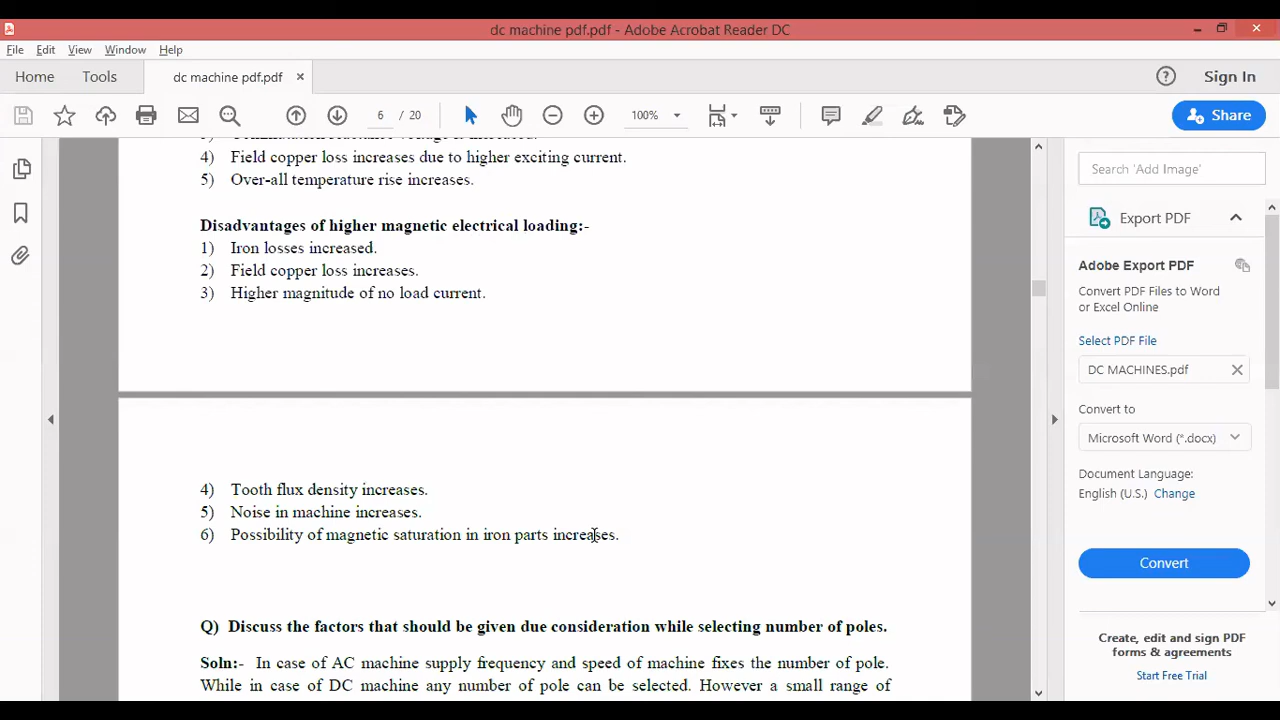 dc machine pdf.pdf - Adobe Acrobat Reader DC
File Edit View Window Help
Home Tools dc machine pdf.pdf × Sign In
6 / 20 100% Share
4) Field copper loss increases due to higher exciting current.
5) Over-all temperature rise increases.
Disadvantages of higher magnetic electrical loading:-
1) Iron losses increased.
2) Field copper loss increases.
3) Higher magnitude of no load current.
4) Tooth flux density increases.
5) Noise in machine increases.
6) Possibility of magnetic saturation in iron parts increases.
Q) Discuss the factors that should be given due consideration while selecting number of poles.
Soln:- In case of AC machine supply frequency and speed of machine fixes the number of pole.
While in case of DC machine any number of pole can be selected. However a small range of
Search 'Add Image'
Export PDF
Adobe Export PDF
Convert PDF Files to Word
or Excel Online
Select PDF File
DC MACHINES.pdf
Convert to
Microsoft Word (*.docx)
Document Language:
English (U.S.) Change
Convert
Create, edit and sign PDF
forms & agreements
Start Free Trial